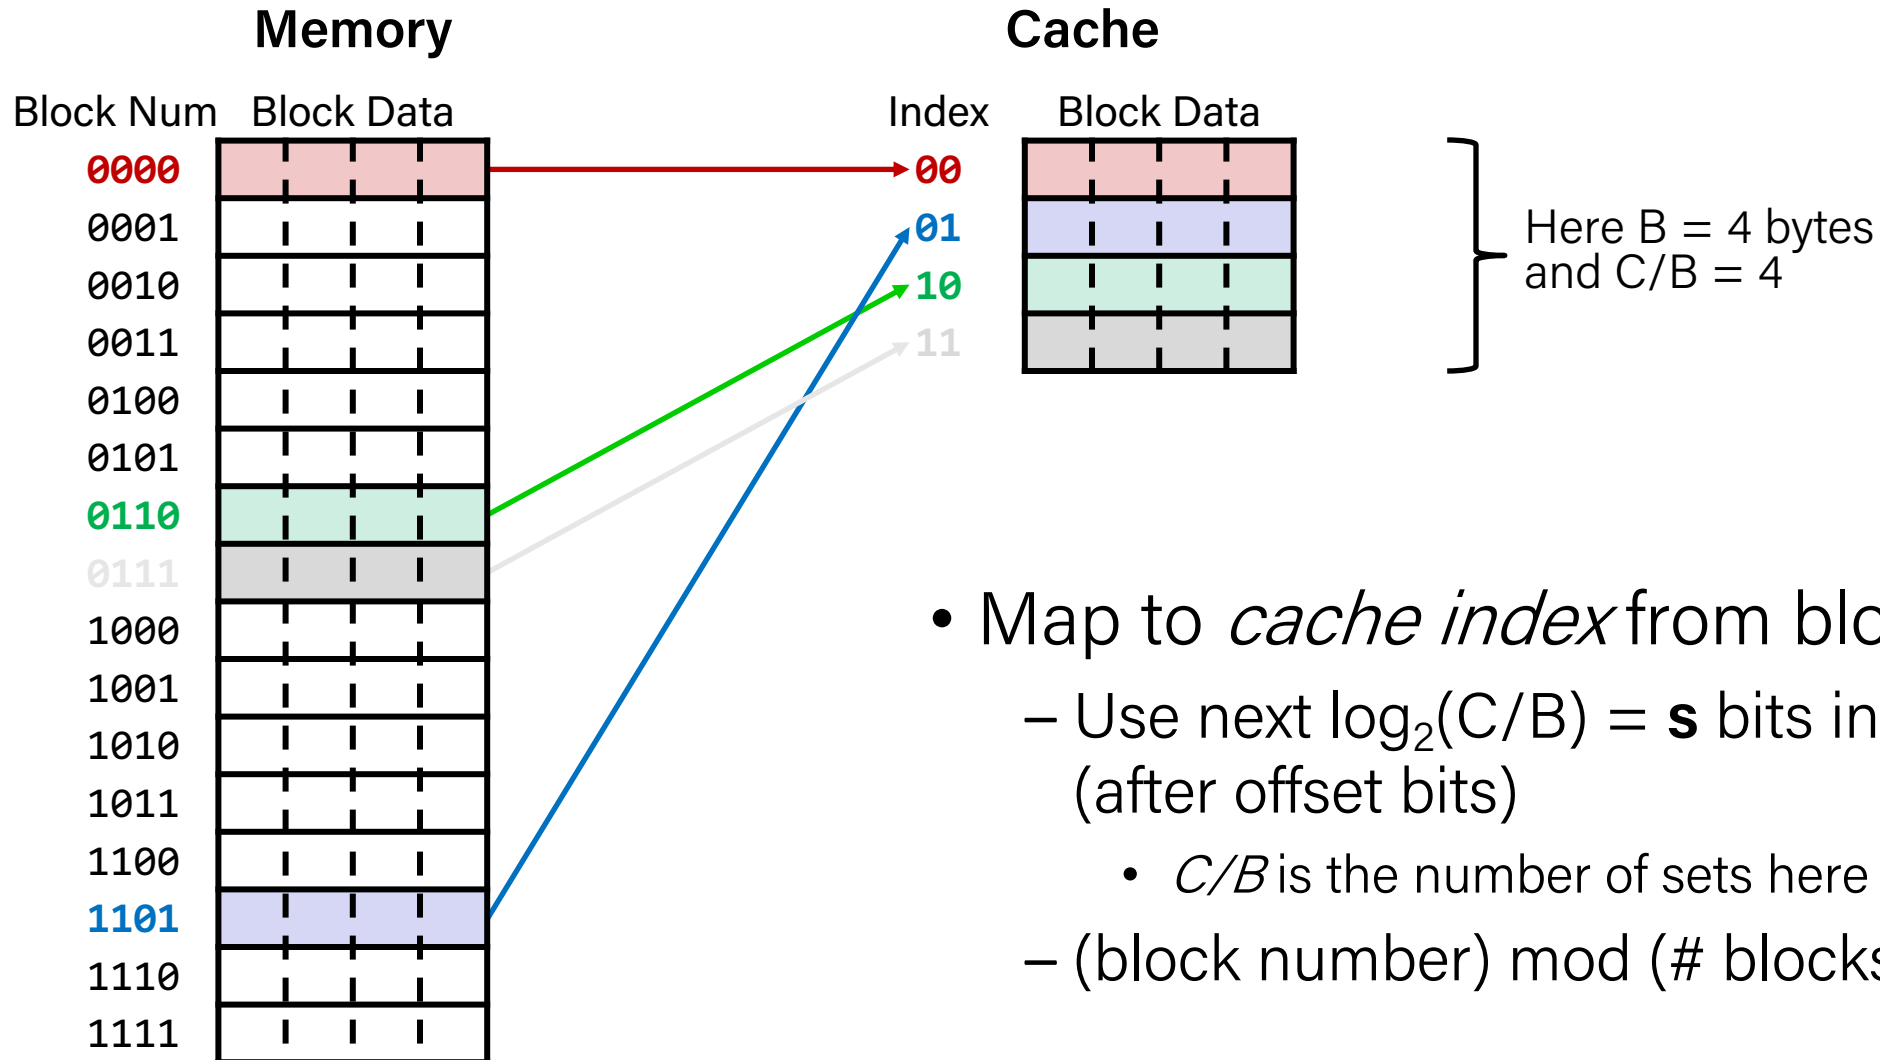 Memory
Cache
Block Num Block Data
Index Block Data
0000
0001
0010
0011
0100
0101
0110
0111
1000
1001
1010
1011
1100
1101
1110
1111
00
01
10
11
Here B = 4 bytes
and C/B = 4
• Map to cache index from
– Use next log₂(C/B) = s bits in
(after offset bits)
• C/B is the number of sets here
– (block number) mod (# blocks